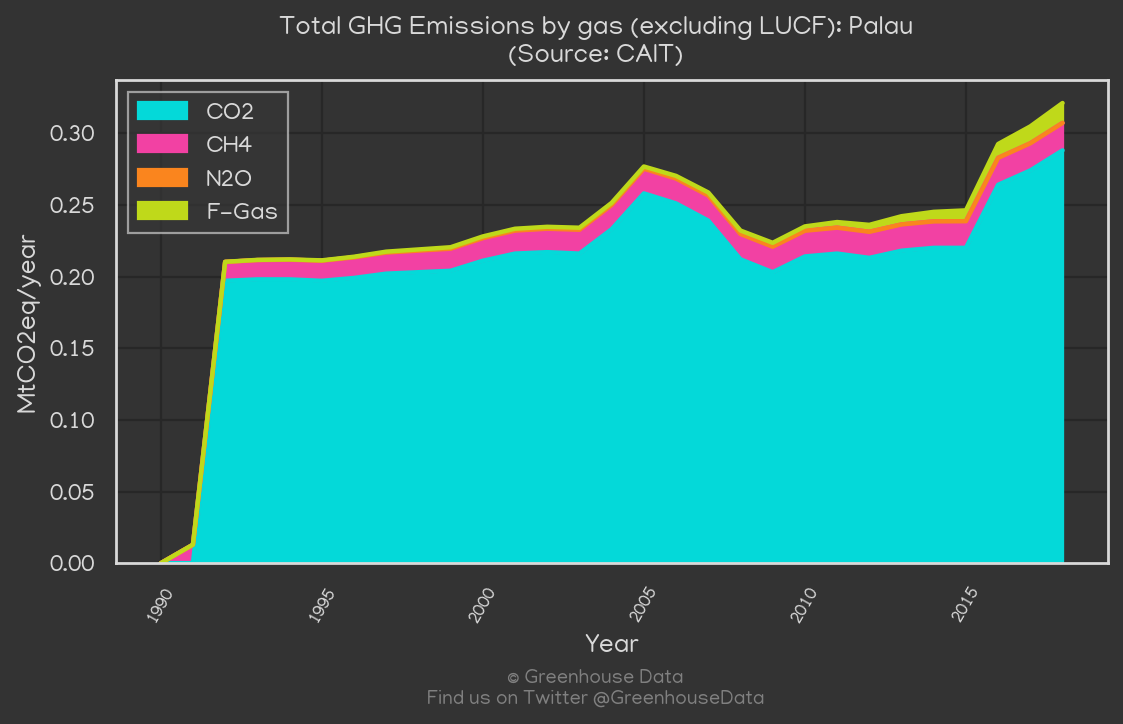 Total GHG Emissions by gas (excluding LUCF): Palau
(Source: CAIT)
CO2
CH4
N2O
F-Gas
MtCO2eq/year
0.30
0.25
0.20
0.15
0.10
0.05
0.00
1990
1995
2000
2005
2010
2015
Year
© Greenhouse Data
Find us on Twitter @GreenhouseData